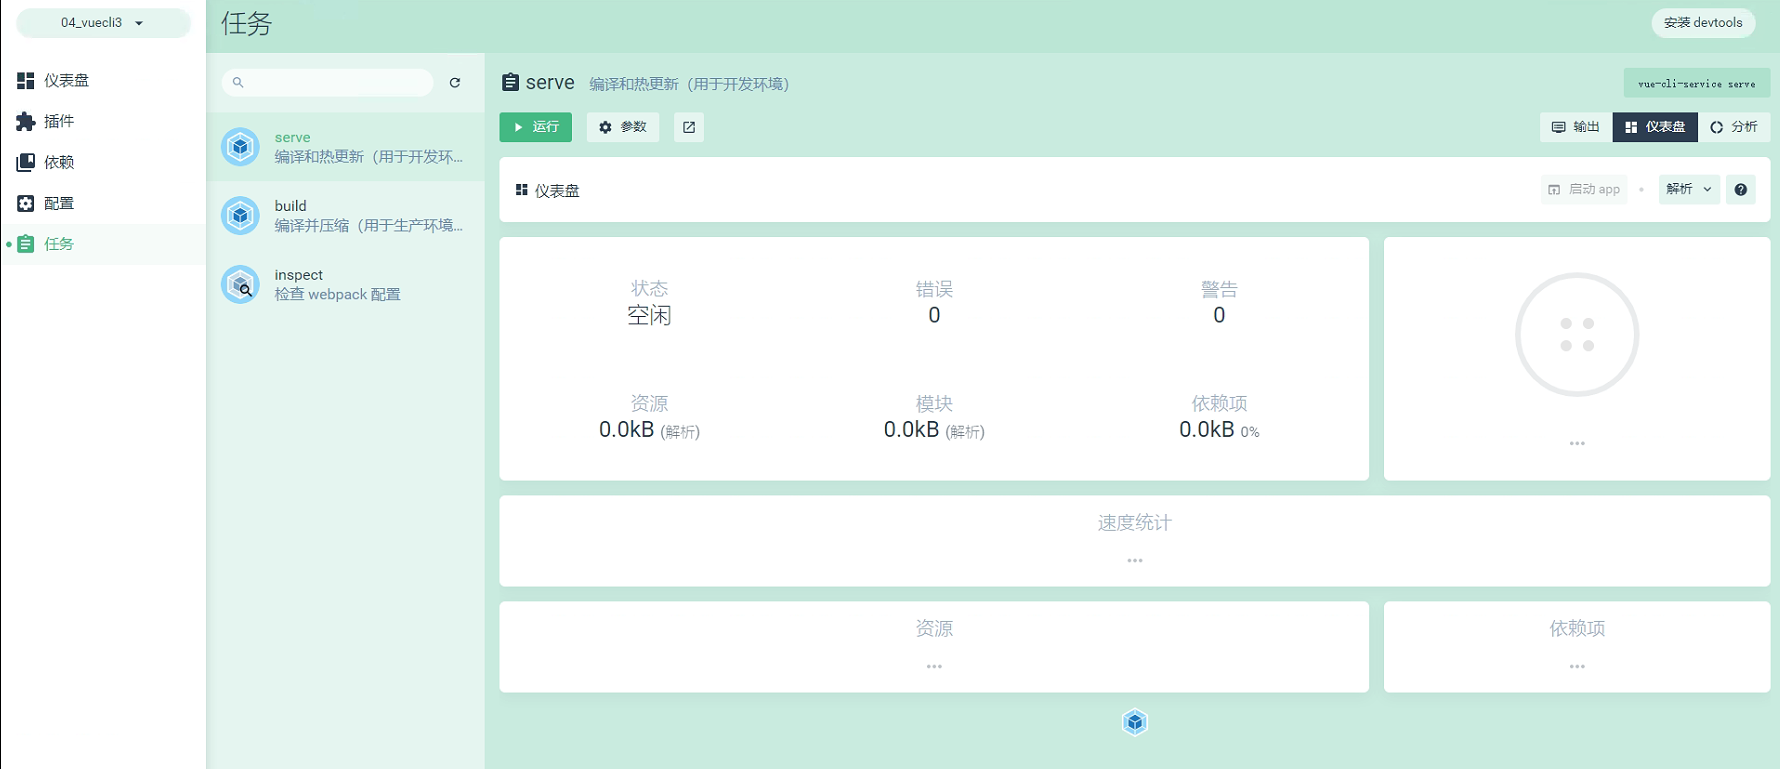 04_vuecli3
任务
安装 devtools
仪表盘
插件
依赖
配置
任务
serve
编译和热更新（用于开发环...
build
编译并压缩（用于生产环境...
inspect
检查 webpack 配置
serve 编译和热更新（用于开发环境）
vue-cli-service serve
运行
参数
输出
仪表盘
分析
仪表盘
启动 app
解析
状态
空闲
错误
0
警告
0
资源
0.0kB (解析)
模块
0.0kB (解析)
依赖项
0.0kB 0%
速度统计
资源
依赖项